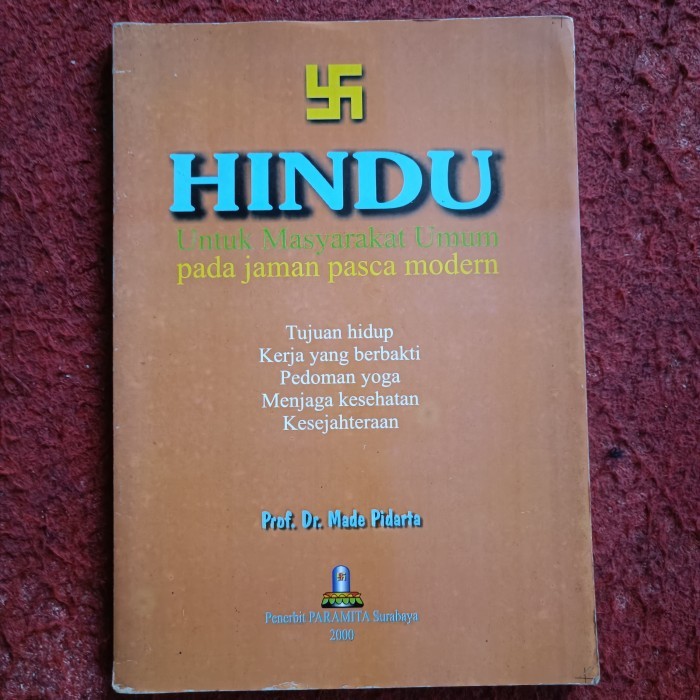 HINDU
Untuk Masyarakat Umum
pada jaman pasca modern
Tujuan hidup
Kerja yang berbakti
Pedoman yoga
Menjaga kesehatan
Kesejahteraan
Prof. Dr. Made Pidarta
Penerbit PARAMITA Surabaya
2000